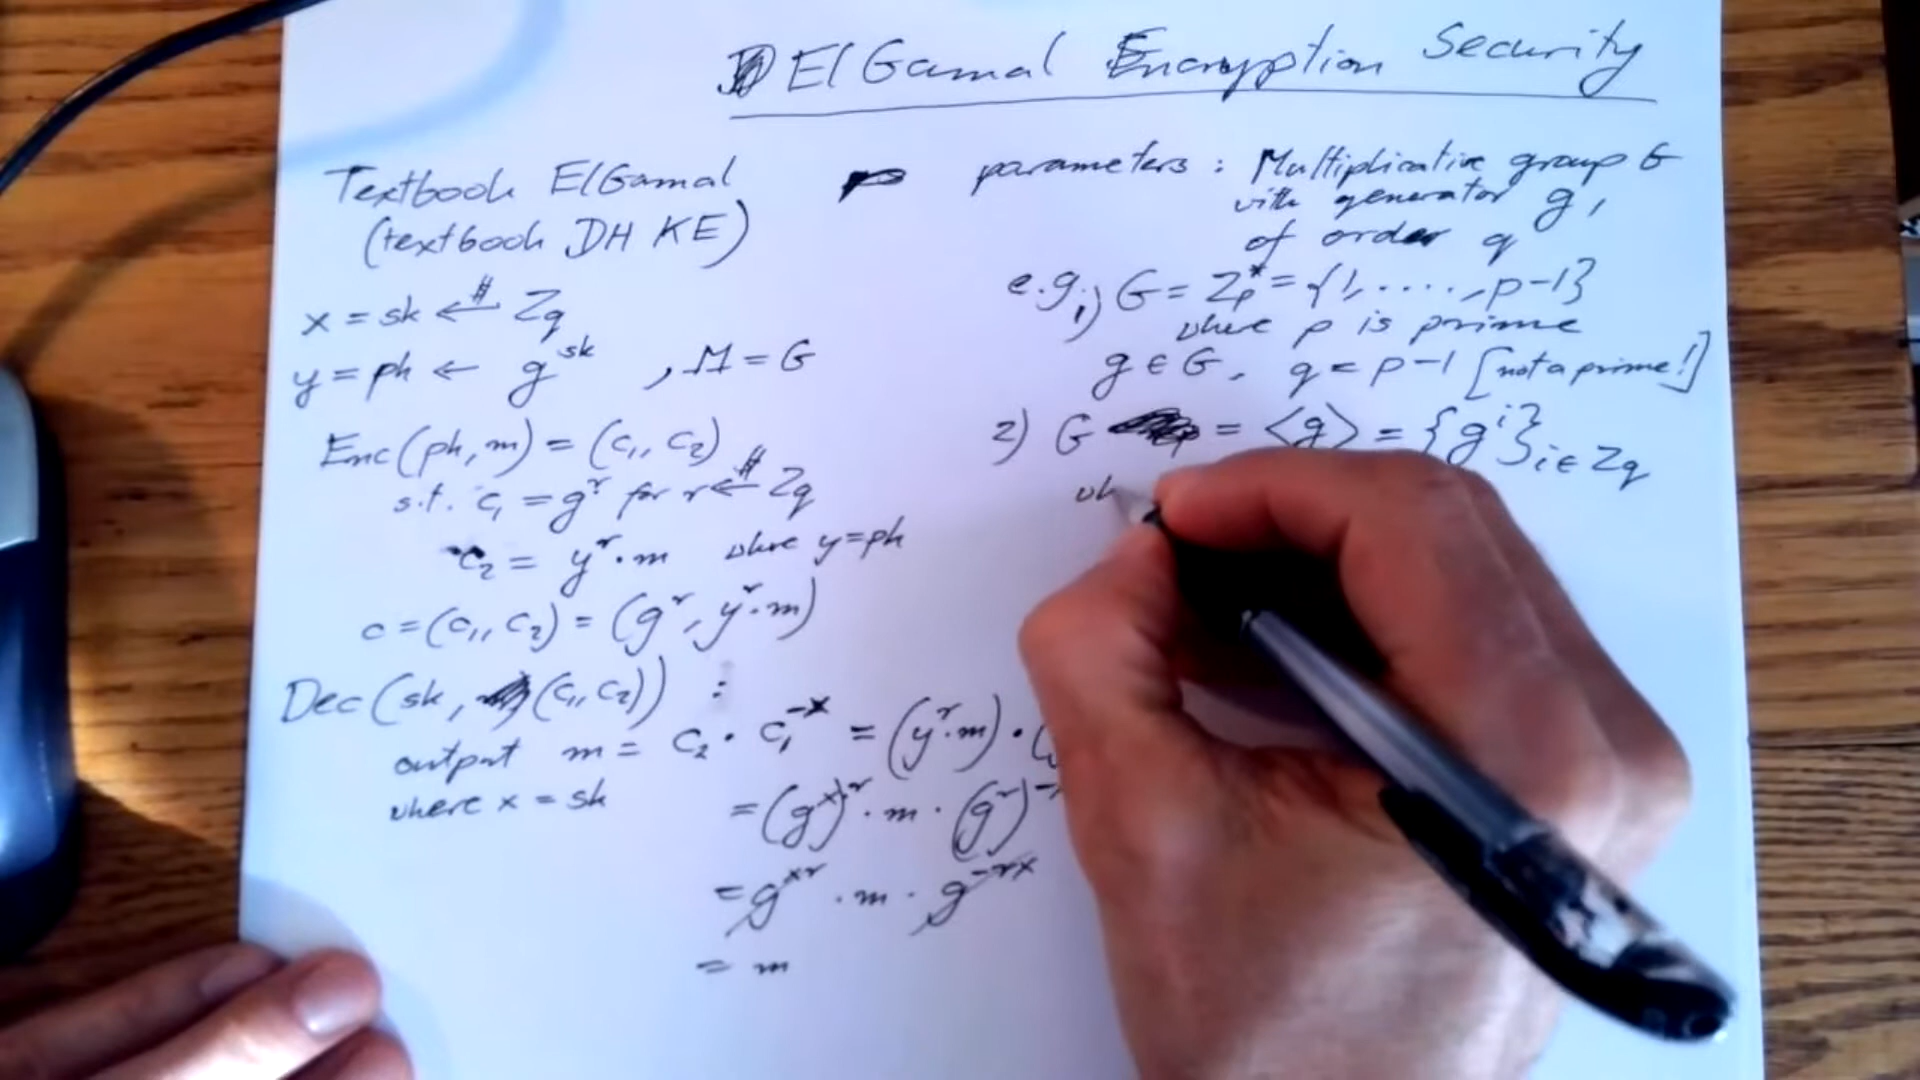 ElGamal Encryption Security
Textbook ElGamal
(textbook DH KE)
x = sk ←$ Zq
y = pk ← g^sk , M = G
Enc(pk, m) = (c₁, c₂)
s.t. c₁ = g^r for r ←$ Zq
c₂ = y^r · m where y = pk
c = (c₁, c₂) = (g^r, y^r · m)
Dec(sk, (c₁, c₂)) :
output m = c₂ · c₁^-x = (y^r · m) · (
where x = sk
= (g^x)^r · m · (g^r)^-
= g^xr · m · g^-rx
= m
parameters : Multiplicative group G
with generator g,
of order q
e.g. 1) G = Zp* = {1, ...., p-1}
where p is prime
g ∈ G, q = p-1 [not a prime!]
2) G = <g> = {g^i} i ∈ Zq
wh